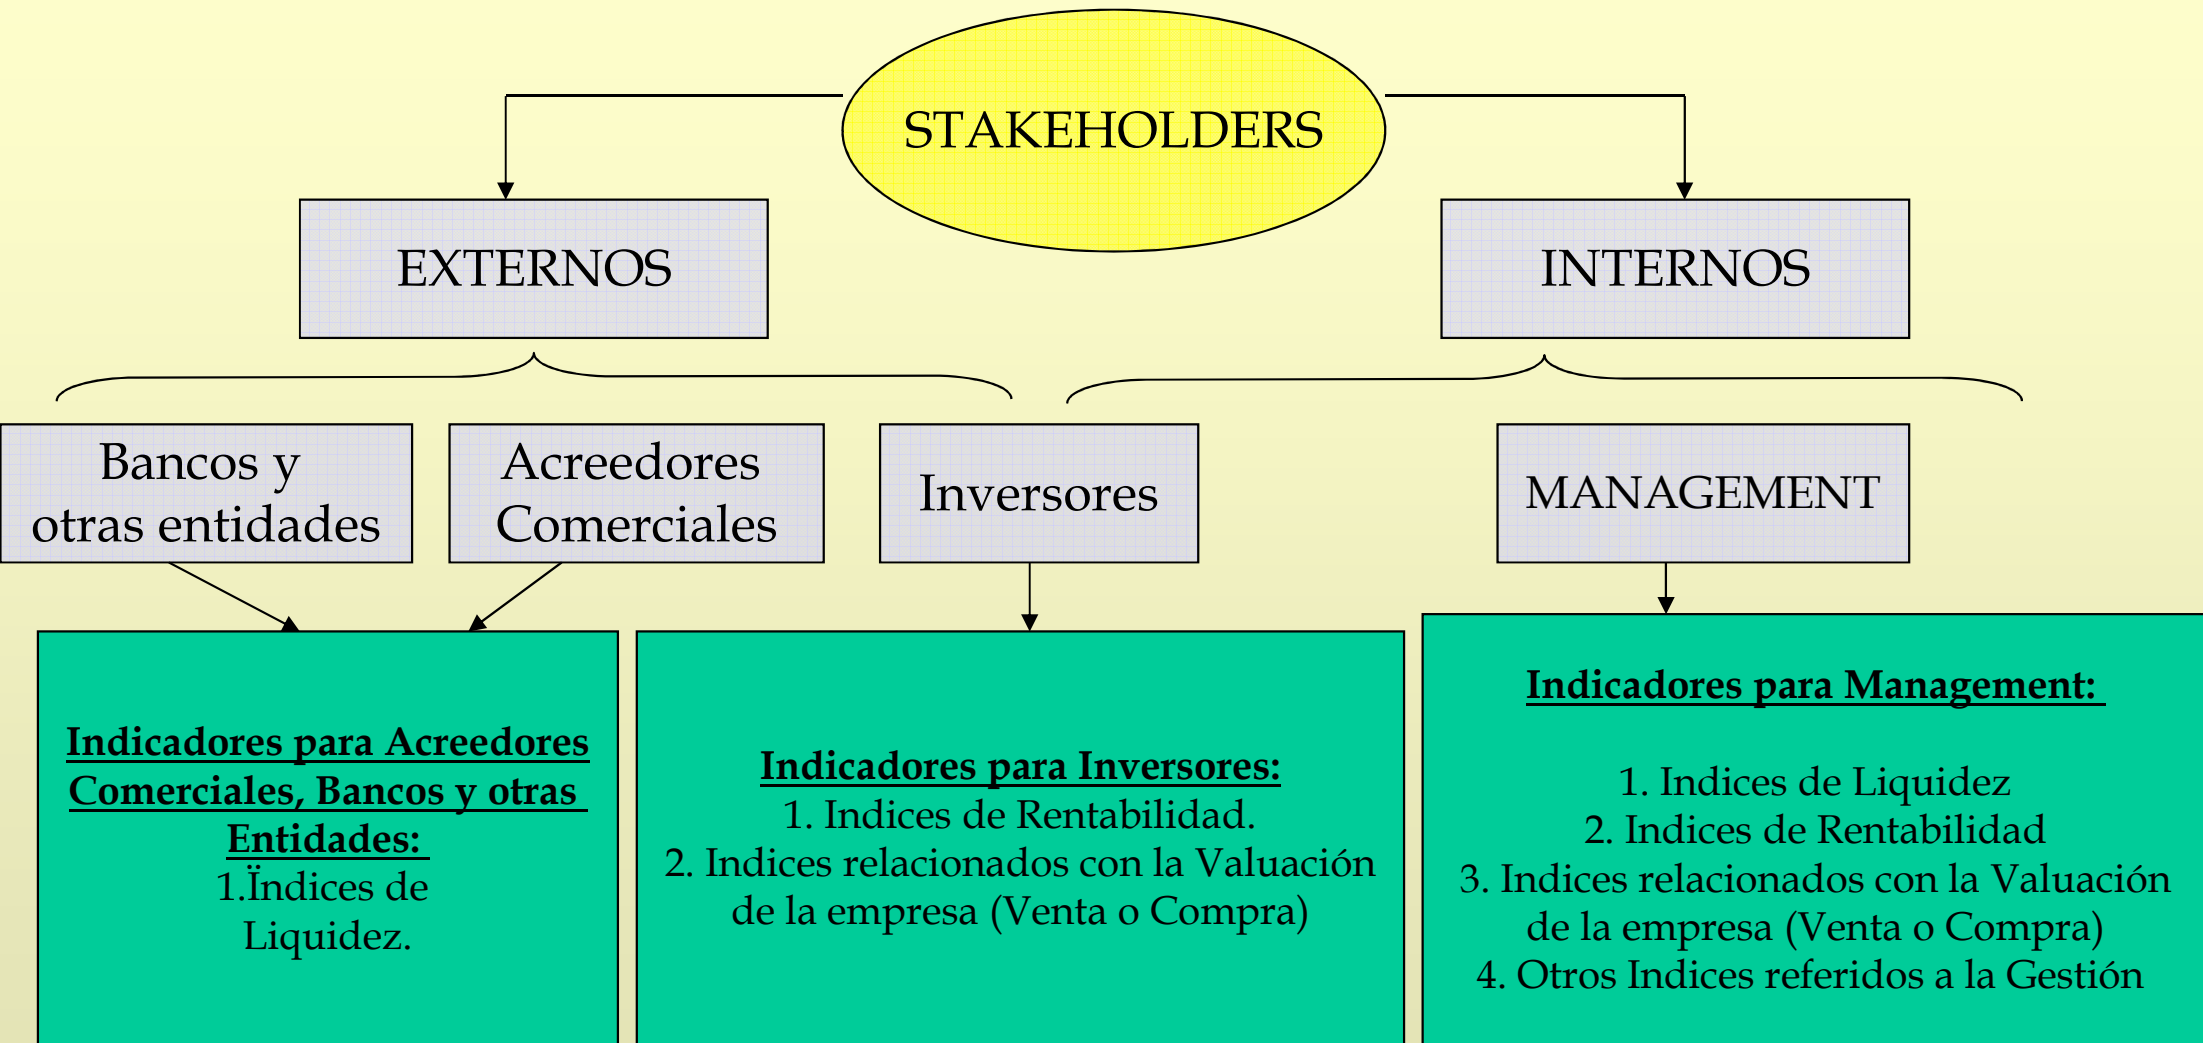 STAKEHOLDERS
EXTERNOS
INTERNOS
Bancos y
otras entidades
Acreedores
Comerciales
Inversores
MANAGEMENT
Indicadores para Acreedores
Comerciales, Bancos y otras
Entidades:
1.Ïndices de
Liquidez.
Indicadores para Inversores:
1. Indices de Rentabilidad.
2. Indices relacionados con la Valuación
de la empresa (Venta o Compra)
Indicadores para Management:
1. Indices de Liquidez
2. Indices de Rentabilidad
3. Indices relacionados con la Valuación
de la empresa (Venta o Compra)
4. Otros Indices referidos a la Gestión